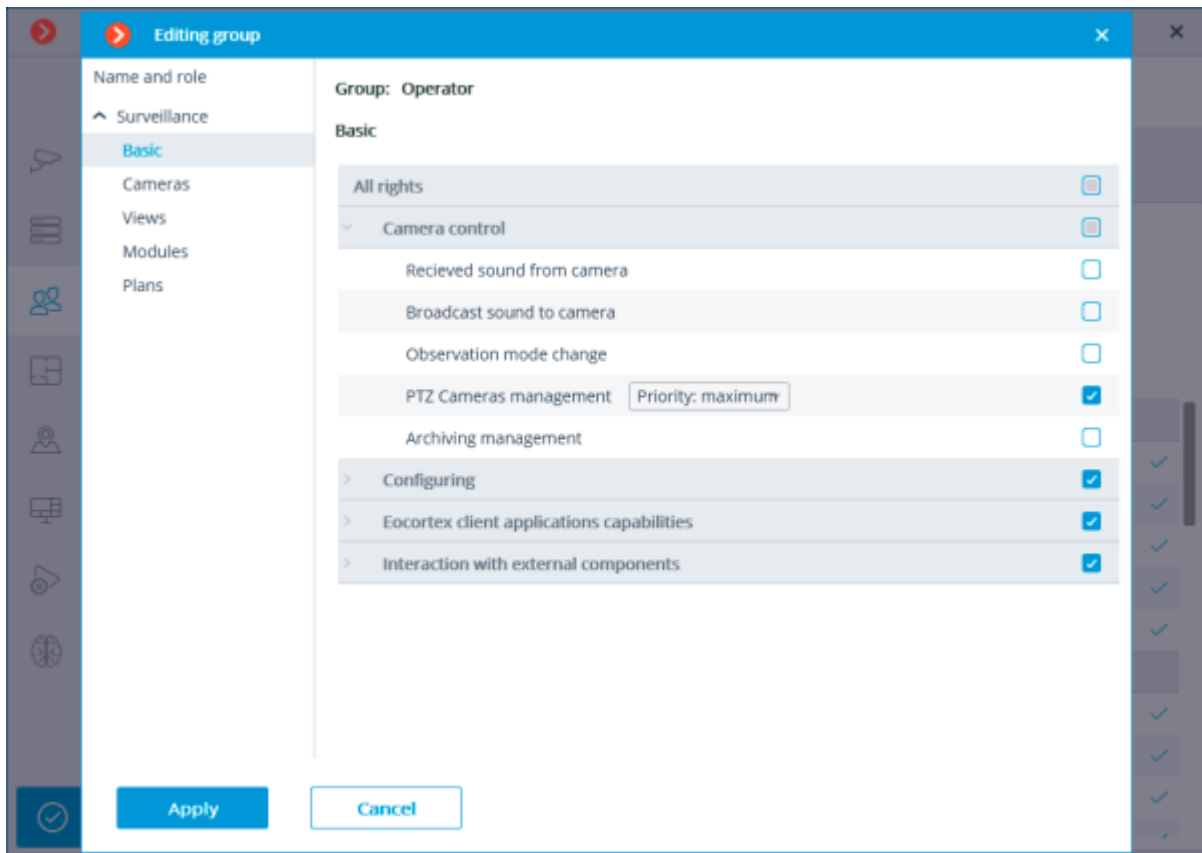 Editing group
Name and role
Surveillance
Basic
Cameras
Views
Modules
Plans
Group: Operator
Basic
All rights
Camera control
Recieved sound from camera
Broadcast sound to camera
Observation mode change
PTZ Cameras management Priority: maximum
Archiving management
Configuring
Eocortex client applications capabilities
Interaction with external components
Apply Cancel